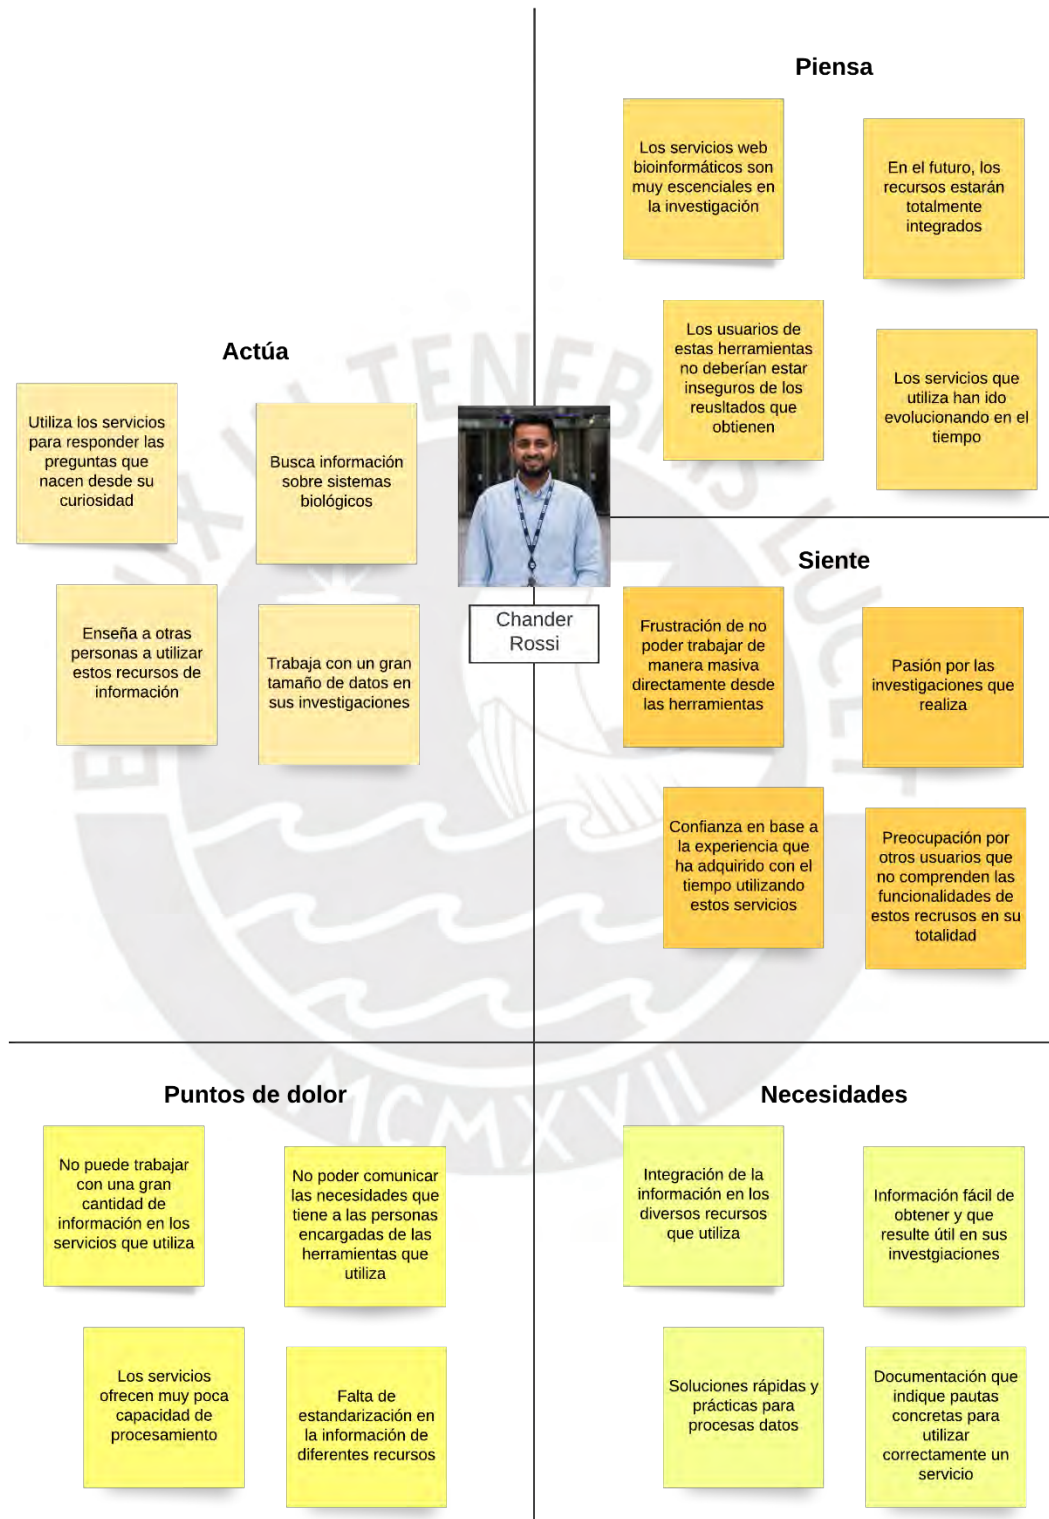 Piensa
Los servicios web
bioinformáticos son
muy escenciales en
la investigación
En el futuro, los
recursos estarán
totalmente
integrados
Los usuarios de
estas herramientas
no deberían estar
inseguros de los
reusltados que
obtienen
Los servicios que
utiliza han ido
evolucionando en el
tiempo
Actúa
Utiliza los servicios
para responder las
preguntas que
nacen desde su
curiosidad
Busca información
sobre sistemas
biológicos
Enseña a otras
personas a utilizar
estos recursos de
información
Trabaja con un gran
tamaño de datos en
sus investigaciones
Chander
Rossi
Siente
Frustración de no
poder trabajar de
manera masiva
directamente desde
las herramientas
Pasión por las
investigaciones que
realiza
Confianza en base a
la experiencia que
ha adquirido con el
tiempo utilizando
estos servicios
Preocupación por
otros usuarios que
no comprenden las
funcionalidades de
estos recrusos en su
totalidad
Puntos de dolor
No puede trabajar
con una gran
cantidad de
información en los
servicios que utiliza
No poder comunicar
las necesidades que
tiene a las personas
encargadas de las
herramientas que
utiliza
Los servicios
ofrecen muy poca
capacidad de
procesamiento
Falta de
estandarización en
la información de
diferentes recursos
Necesidades
Integración de la
información en los
diversos recursos
que utiliza
Información fácil de
obtener y que
resulte útil en sus
investgiaciones
Soluciones rápidas y
prácticas para
procesas datos
Documentación que
indique pautas
concretas para
utilizar
correctamente un
servicio
ET LUX IN TENEBRIS LUCET
MCMXVII